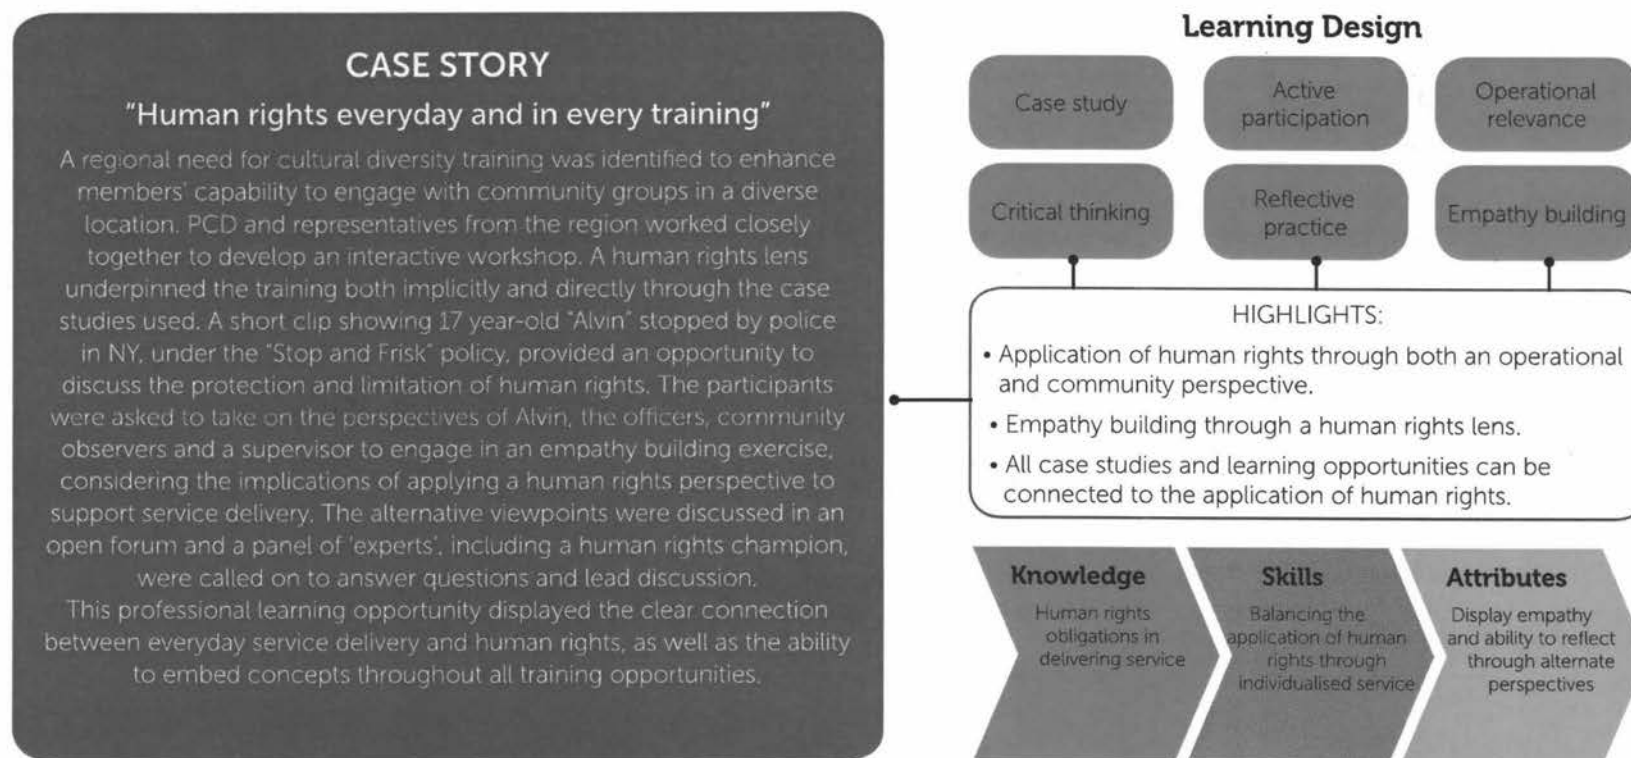 CASE STORY
"Human rights everyday and in every training"
A regional need for cultural diversity training was identified to enhance
members' capability to engage with community groups in a diverse
location. PCD and representatives from the region worked closely
together to develop an interactive workshop. A human rights lens
underpinned the training both implicitly and directly through the case
studies used. A short clip showing 17 year-old "Alvin" stopped by police
in NY, under the "Stop and Frisk" policy, provided an opportunity to
discuss the protection and limitation of human rights. The participants
were asked to take on the perspectives of Alvin, the officers, community
observers and a supervisor to engage in an empathy building exercise,
considering the implications of applying a human rights perspective to
support service delivery. The alternative viewpoints were discussed in an
open forum and a panel of 'experts', including a human rights champion,
were called on to answer questions and lead discussion.
This professional learning opportunity displayed the clear connection
between everyday service delivery and human rights, as well as the ability
to embed concepts throughout all training opportunities.
Learning Design
Case study
Active
participation
Operational
relevance
Critical thinking
Reflective
practice
Empathy building
HIGHLIGHTS:
• Application of human rights through both an operational
and community perspective.
• Empathy building through a human rights lens.
• All case studies and learning opportunities can be
connected to the application of human rights.
Knowledge
Human rights
obligations in
delivering service
Skills
Balancing the
application of human
rights through
individualised service
Attributes
Display empathy
and ability to reflect
through alternate
perspectives